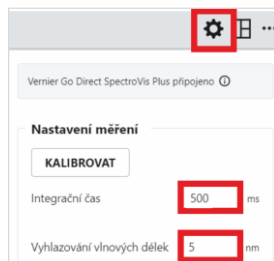 Vernier Go Direct SpectroVis Plus připojeno
Nastavení měření
KALIBROVAT
Integrační čas 500 ms
Vyhlazování vlnových délek 5 nm